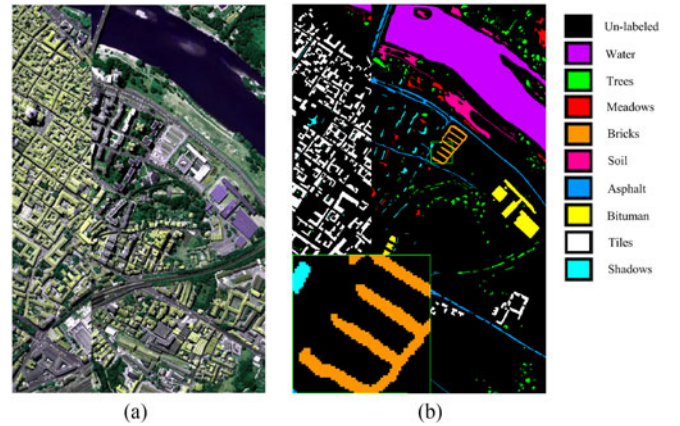 Un-labeled
Water
Trees
Meadows
Bricks
Soil
Asphalt
Bituman
Tiles
Shadows
(a)
(b)